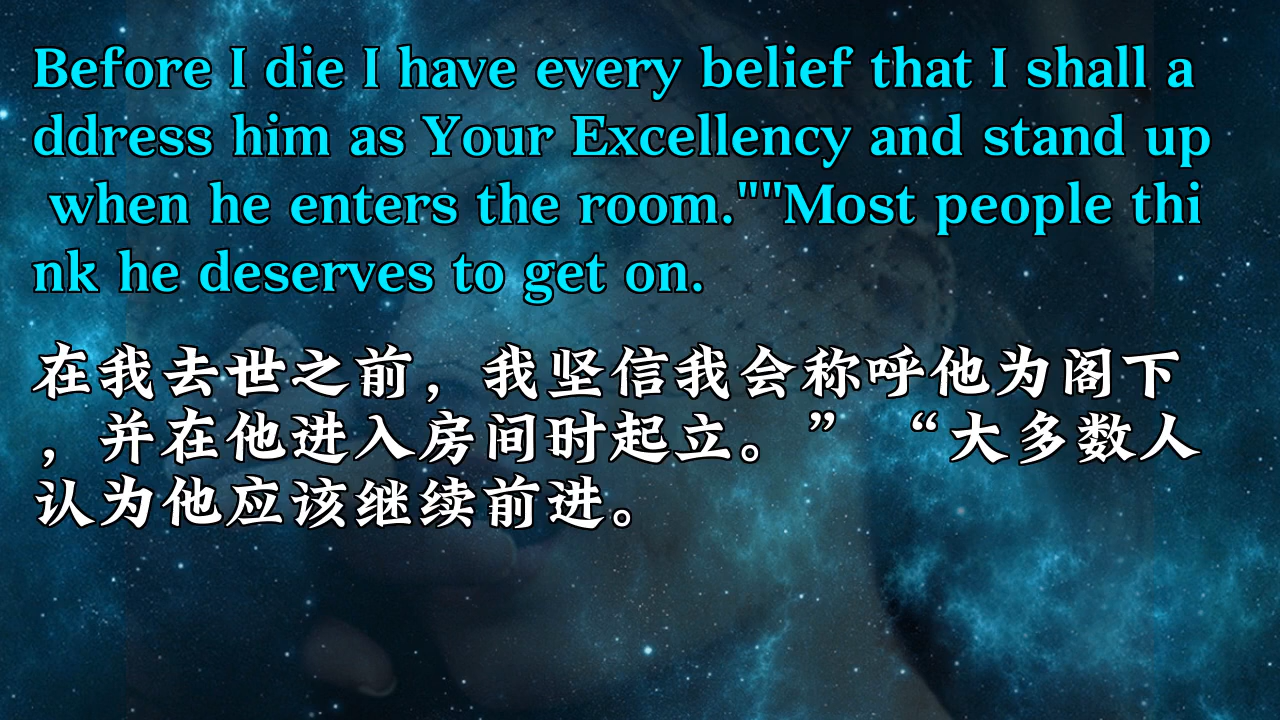 Before I die I have every belief that I shall a
ddress him as Your Excellency and stand up
 when he enters the room.""Most people thi
nk he deserves to get on.
在我去世之前，我坚信我会称呼他为阁下
，并在他进入房间时起立。” “大多数人
认为他应该继续前进。